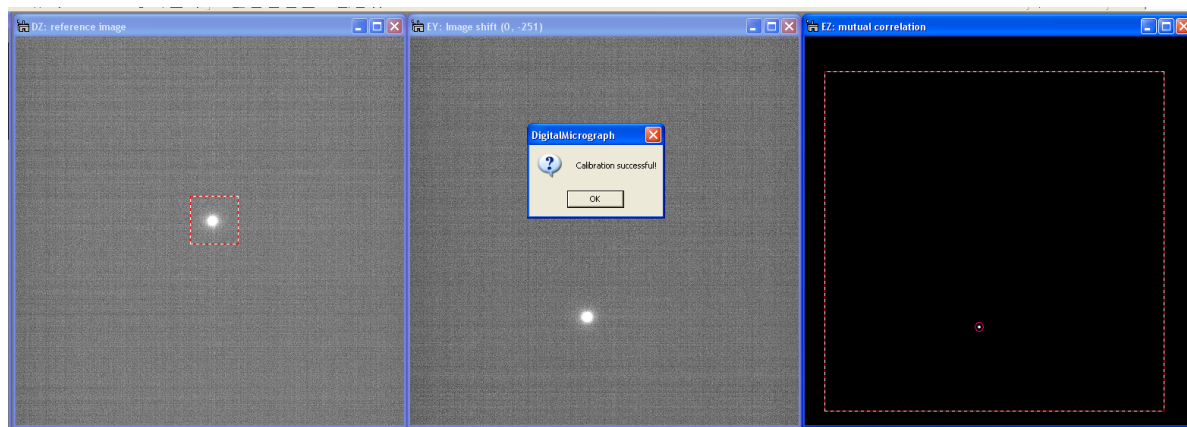 DZ: reference image
EY: Image shift (0, -251)
EZ: mutual correlation
DigitalMicrograph
Calibration successful!
OK